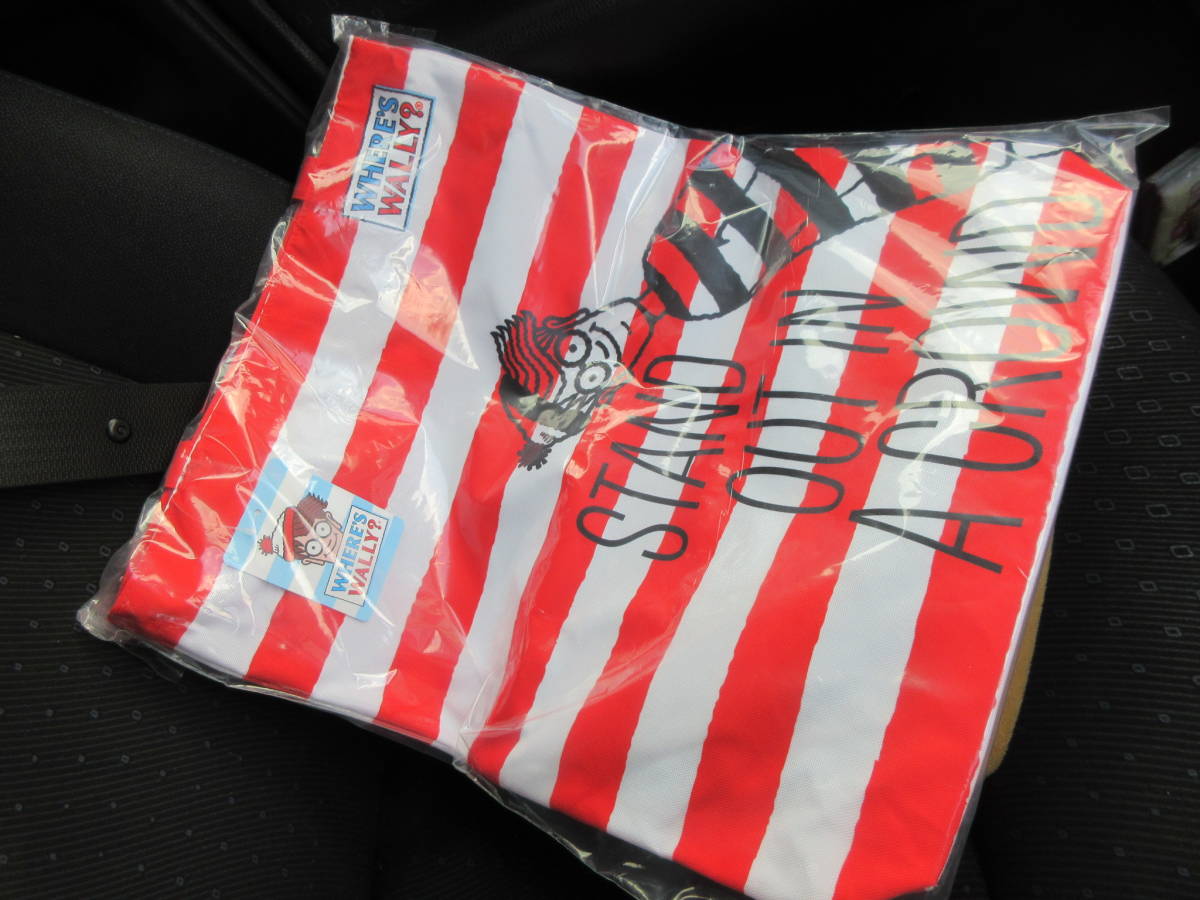 WHERE'S
WALLY?®
STAND
OUT IN
A CROWD
WHERE'S
WALLY?